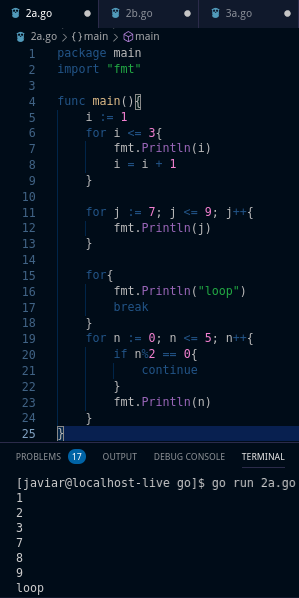 2a.go 2b.go 3a.go
2a.go > {} main > main
1 package main
2 import "fmt"
3
4 func main(){
5 i := 1
6 for i <= 3{
7 fmt.Println(i)
8 i = i + 1
9 }
10
11 for j := 7; j <= 9; j++{
12 fmt.Println(j)
13 }
14
15 for{
16 fmt.Println("loop")
17 break
18 }
19 for n := 0; n <= 5; n++{
20 if n%2 == 0{
21 continue
22 }
23 fmt.Println(n)
24 }
25 }
PROBLEMS 17 OUTPUT DEBUG CONSOLE TERMINAL
[javiar@localhost-live go]$ go run 2a.go
1
2
3
7
8
9
loop